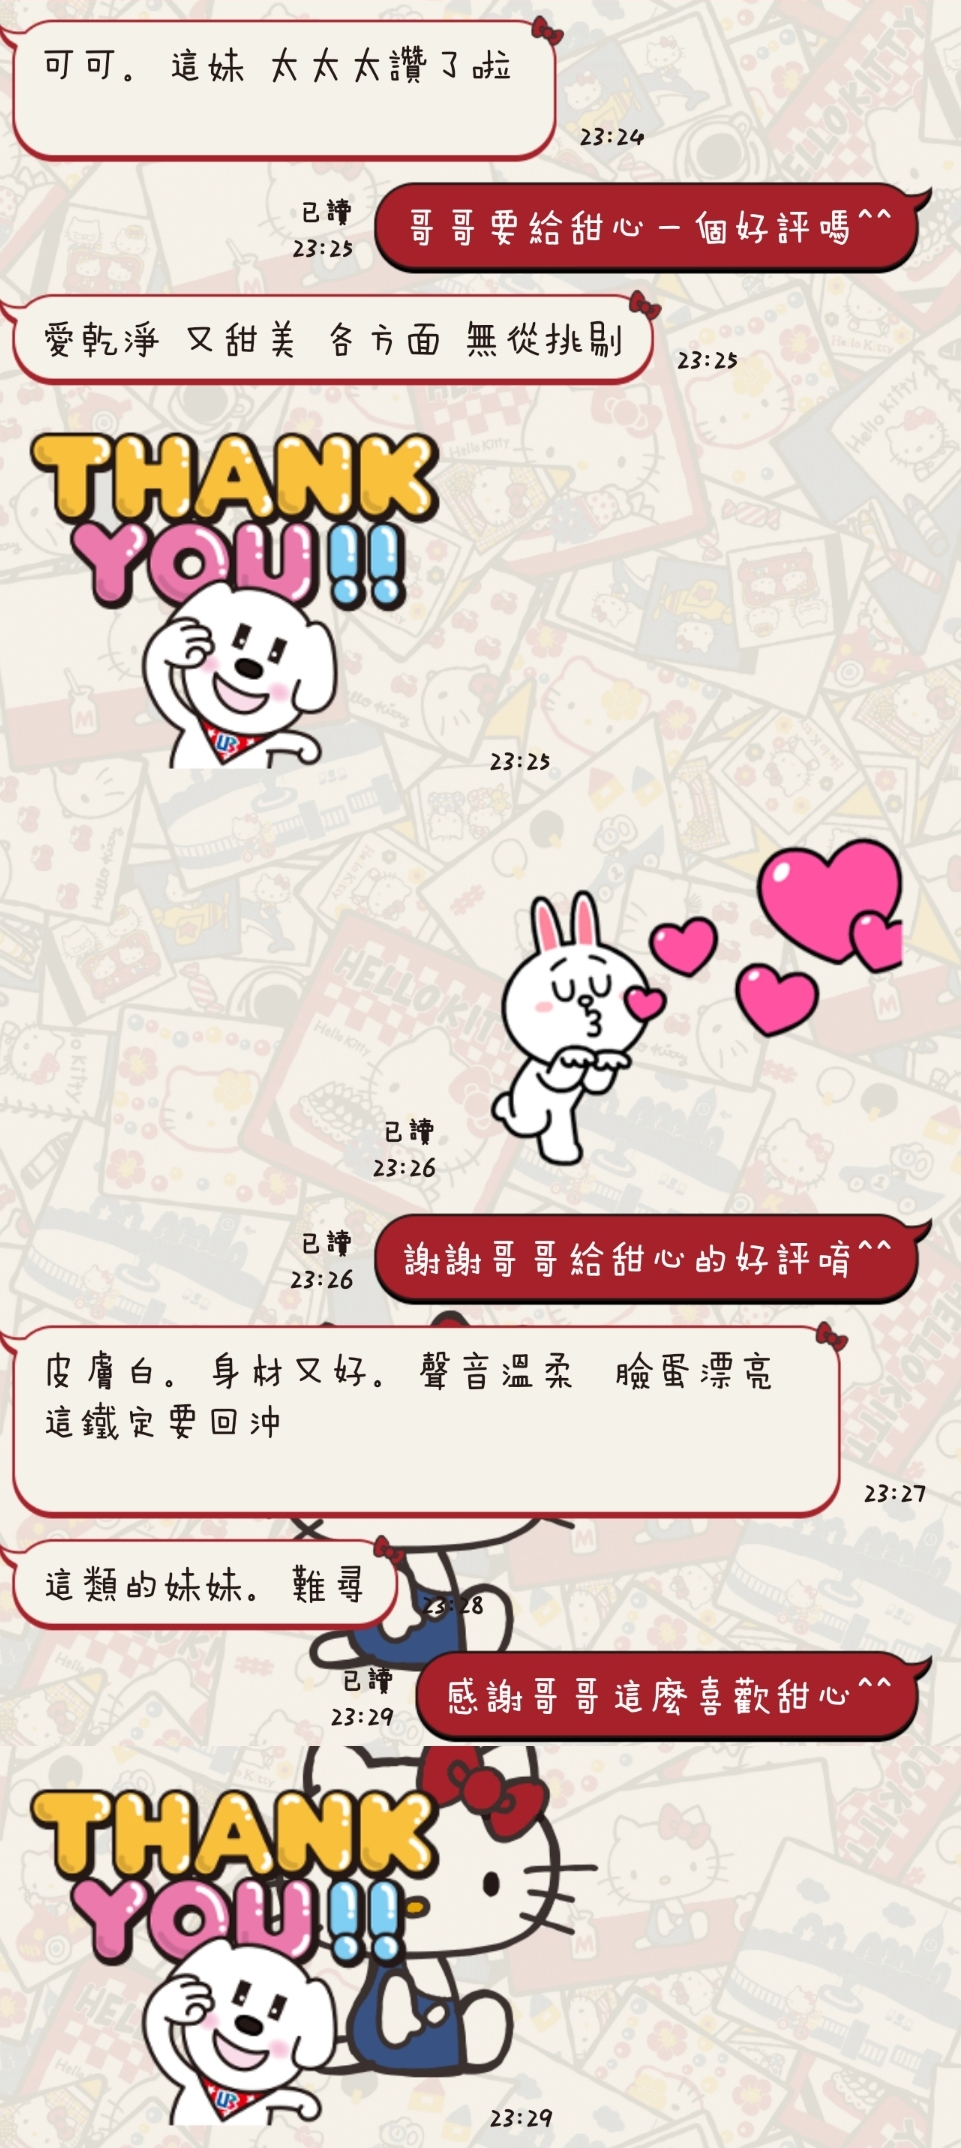 可可。 這妹 太太太讚了啦
23:24
已讀
23:25
哥哥要給甜心一個好評嗎^^
愛乾淨 又甜美 各方面 無從挑剔
23:25
THANK
YOU!!
UB
23:25
HELLO KITTY
Hello Kitty
已讀
23:26
已讀
23:26
謝謝哥哥給甜心的好評唷^^
皮膚白。 身材又好。 聲音溫柔 臉蛋漂亮
這鐵定要回沖
23:27
這類的妹妹。 難尋
23:28
已讀
23:29
感謝哥哥這麼喜歡甜心^^
THANK
YOU!!
UB
23:29